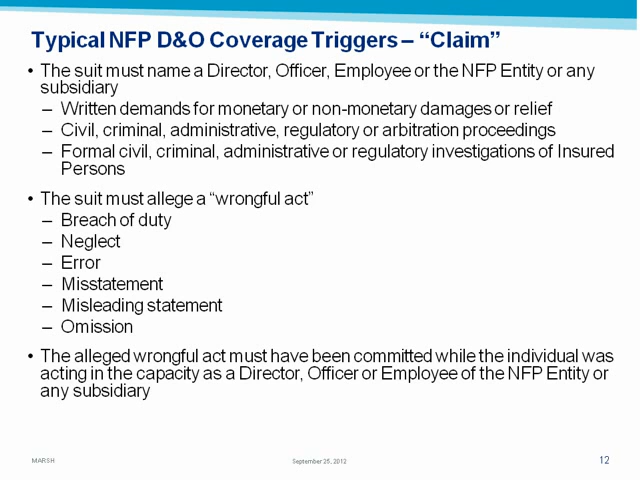 Typical NFP D&O Coverage Triggers – “Claim”
• The suit must name a Director, Officer, Employee or the NFP Entity or any
subsidiary
– Written demands for monetary or non-monetary damages or relief
– Civil, criminal, administrative, regulatory or arbitration proceedings
– Formal civil, criminal, administrative or regulatory investigations of Insured
Persons
• The suit must allege a “wrongful act”
– Breach of duty
– Neglect
– Error
– Misstatement
– Misleading statement
– Omission
• The alleged wrongful act must have been committed while the individual was
acting in the capacity as a Director, Officer or Employee of the NFP Entity or
any subsidiary
MARSH
September 25, 2012
12